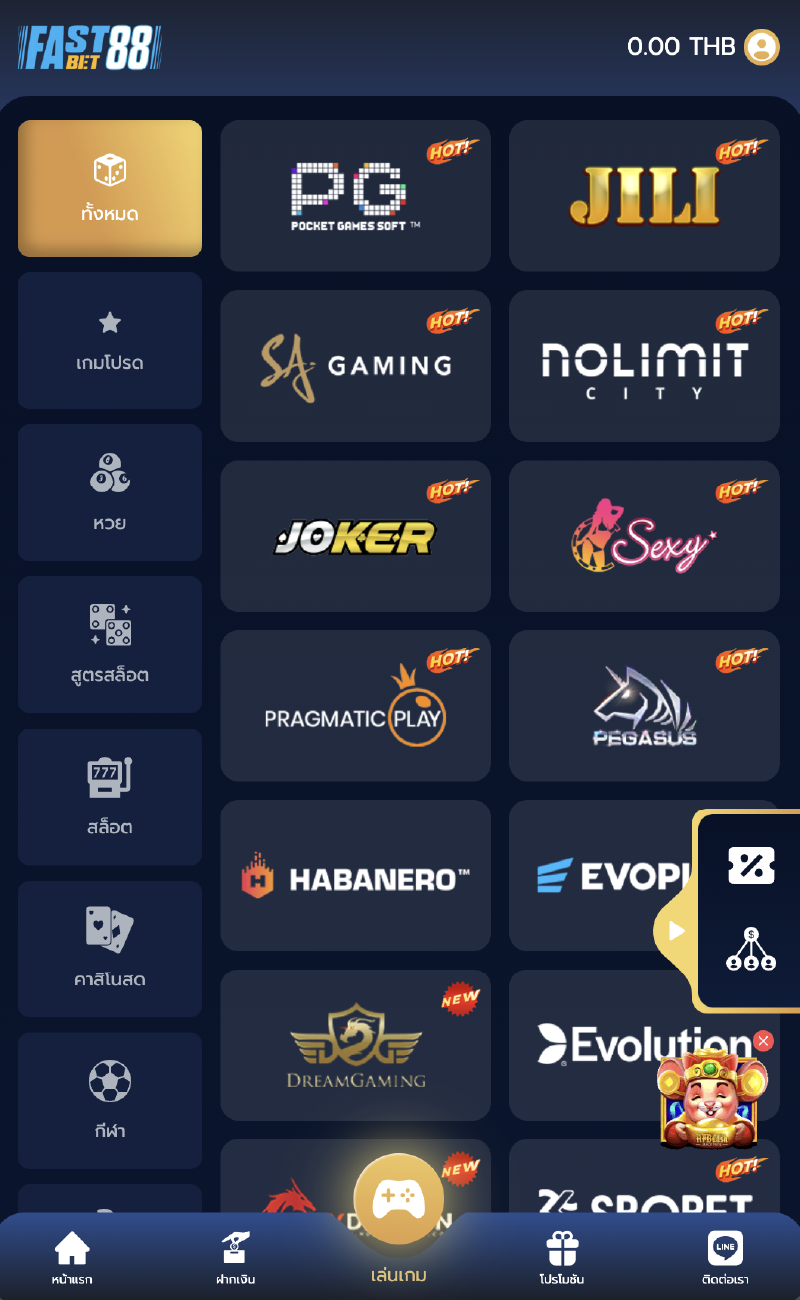 FAST BET 88
0.00 THB
ทั้งหมด
เกมโปรด
หวย
สูตรสล็อต
777
สล็อต
คาสิโนสด
กีฬา
HOT!
PG
POCKET GAMES SOFT™
HOT!
JILI
HOT!
SA GAMING
HOT!
NOLIMIT
CITY
HOT!
JOKER
HOT!
Sexy
HOT!
PRAGMATIC PLAY
HOT!
PEGASUS
HABANERO™
EVOPL
NEW
DREAMGAMING
Evolution
NEW
HOT!
SBOBET
หน้าแรก
ฝากเงิน
เล่นเกม
โปรโมชัน
LINE
ติดต่อเรา